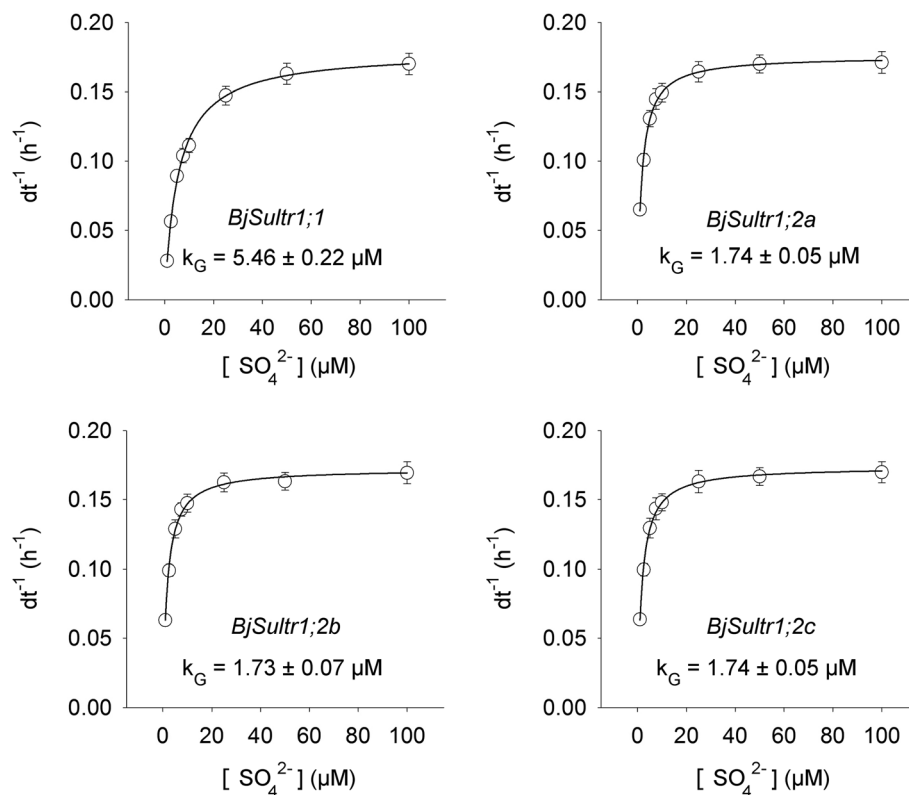 0.20
0.15
0.10
0.05
0.00
dt⁻¹ (h⁻¹)
BjSultr1;1
k_G = 5.46 ± 0.22 µM
0 20 40 60 80 100
[ SO₄²⁻ ] (µM)
0.20
0.15
0.10
0.05
0.00
dt⁻¹ (h⁻¹)
BjSultr1;2a
k_G = 1.74 ± 0.05 µM
0 20 40 60 80 100
[ SO₄²⁻ ] (µM)
0.20
0.15
0.10
0.05
0.00
dt⁻¹ (h⁻¹)
BjSultr1;2b
k_G = 1.73 ± 0.07 µM
0 20 40 60 80 100
[ SO₄²⁻ ] (µM)
0.20
0.15
0.10
0.05
0.00
dt⁻¹ (h⁻¹)
BjSultr1;2c
k_G = 1.74 ± 0.05 µM
0 20 40 60 80 100
[ SO₄²⁻ ] (µM)